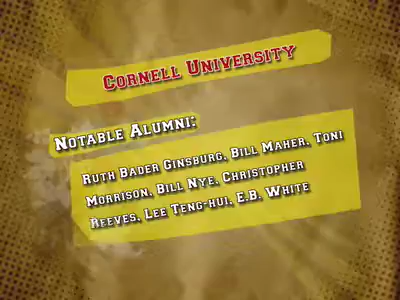 Cornell University
Notable Alumni:
Ruth Bader Ginsburg, Bill Maher, Toni
Morrison, Bill Nye, Christopher
Reeves, Lee Teng-hui, E.B. White